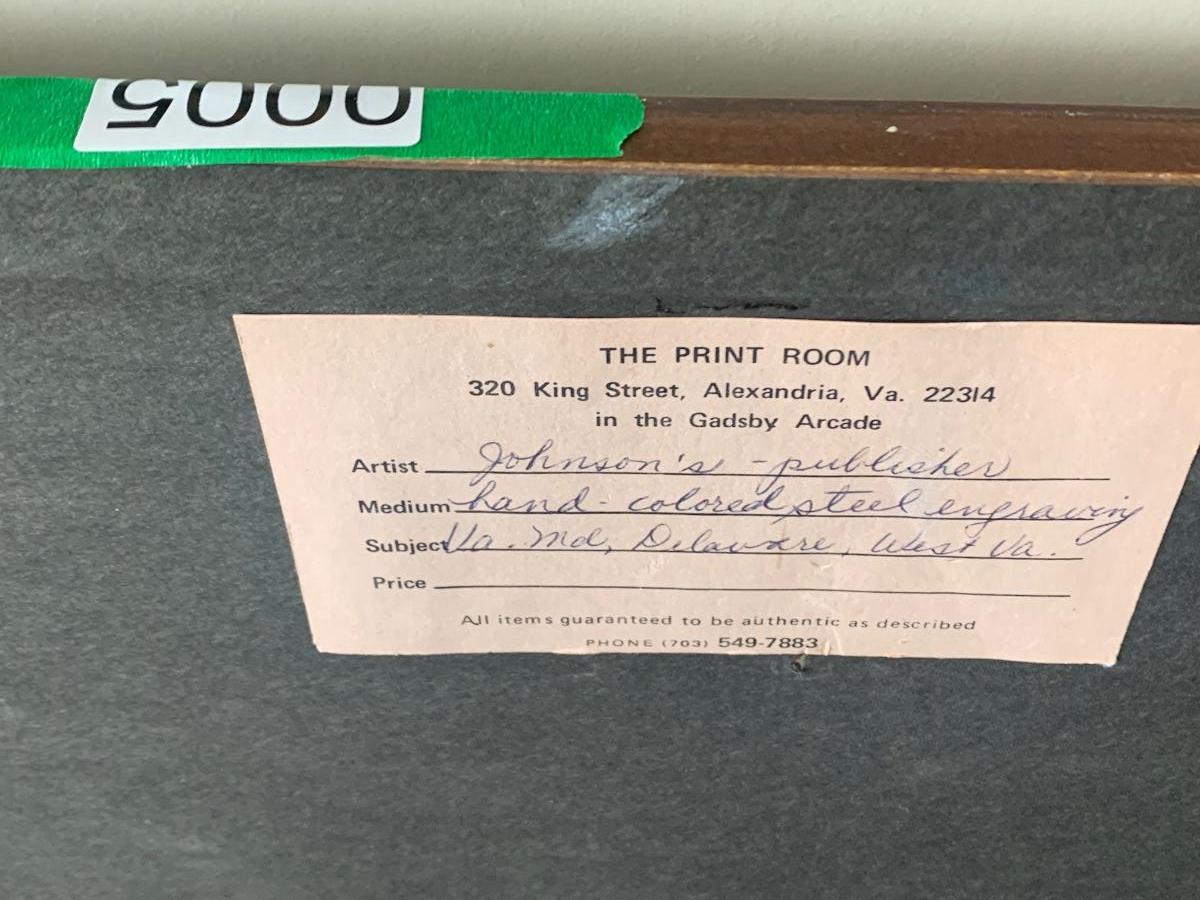 0005
THE PRINT ROOM
320 King Street, Alexandria, Va. 22314
in the Gadsby Arcade
Artist Johnson's - publisher
Medium hand-colored steel engraving
Subject Va. Md, Delaware, West Va.
Price
All items guaranteed to be authentic as described
PHONE (703) 549-7883